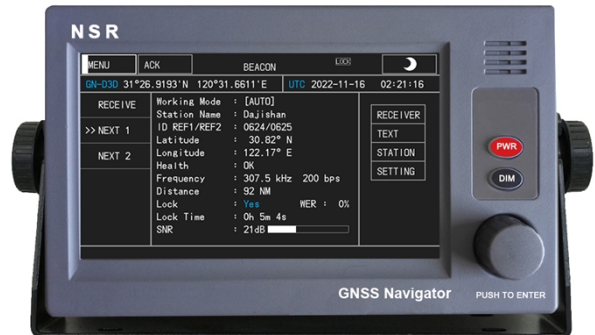 NSR
MENU ACK BEACON LOCK
GN-D3D 31°26.9193'N 120°31.6611'E UTC 2022-11-16 02:21:16
RECEIVE
>> NEXT 1
NEXT 2
Working Mode : [AUTO]
Station Name : Dajishan
ID REF1/REF2 : 0624/0625
Latitude : 30.82° N
Longitude : 122.17° E
Health : OK
Frequency : 307.5 kHz 200 bps
Distance : 92 NM
Lock : Yes WER : 0%
Lock Time : 0h 5m 4s
SNR : 21dB
RECEIVER
TEXT
STATION
SETTING
PWR
DIM
GNSS Navigator
PUSH TO ENTER